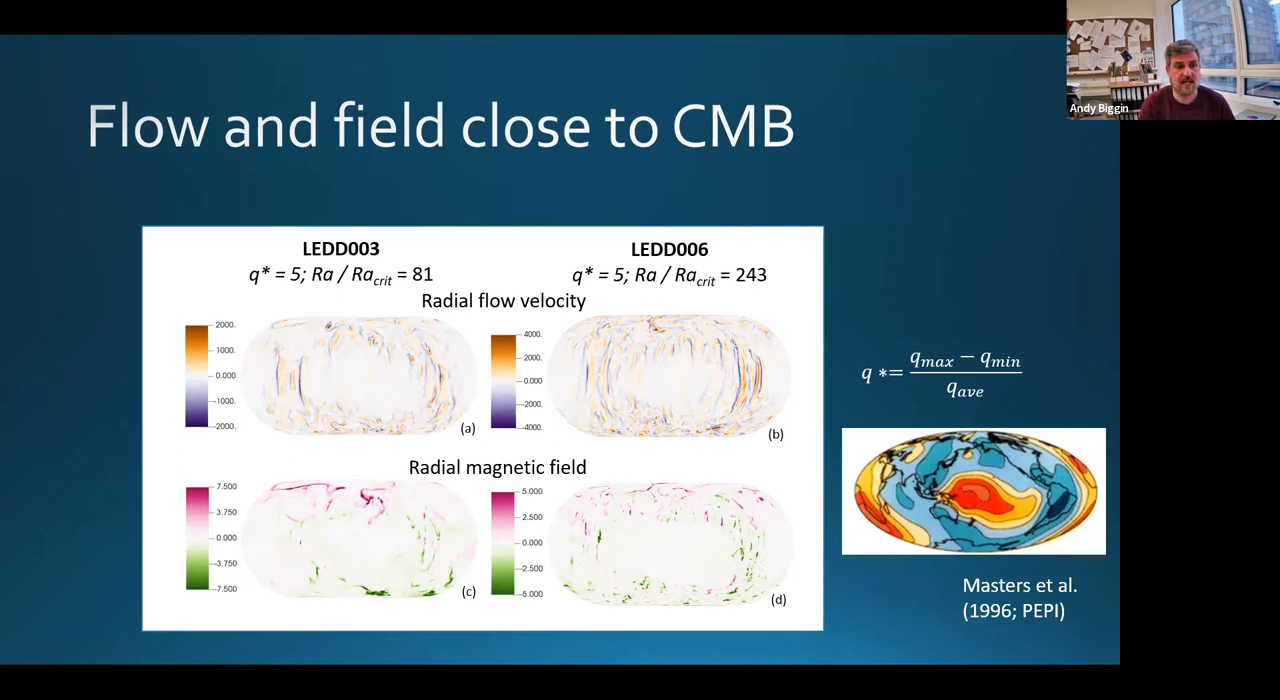 Andy Biggin
Flow and field close to CMB
LEDD003
q* = 5; Ra / Ra_crit = 81
LEDD006
q* = 5; Ra / Ra_crit = 243
Radial flow velocity
2000.
1000.
0.000
-1000.
-2000.
(a)
4000.
2000.
0.000
-2000.
-4000.
(b)
Radial magnetic field
7.500
3.750
0.000
-3.750
-7.500
(c)
5.000
2.500
0.000
-2.500
-5.000
(d)
q *= (q_max − q_min) / q_ave
Masters et al.
(1996; PEPI)